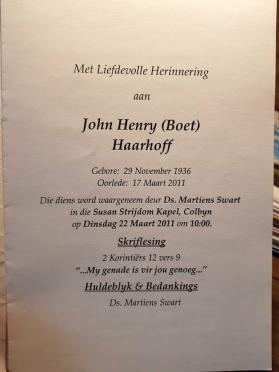 Met Liefdevolle Herinnering
aan
John Henry (Boet)
Haarhoff
Gebore: 29 November 1936
Oorlede: 17 Maart 2011
Die diens word waargeneem deur Ds. Martiens Swart
in die Susan Strijdom Kapel, Colbyn
op Dinsdag 22 Maart 2011 om 10:00.
Skriflesing
2 Korintiërs 12 vers 9
"...My genade is vir jou genoeg..."
Huldeblyk & Bedankings
Ds. Martiens Swart